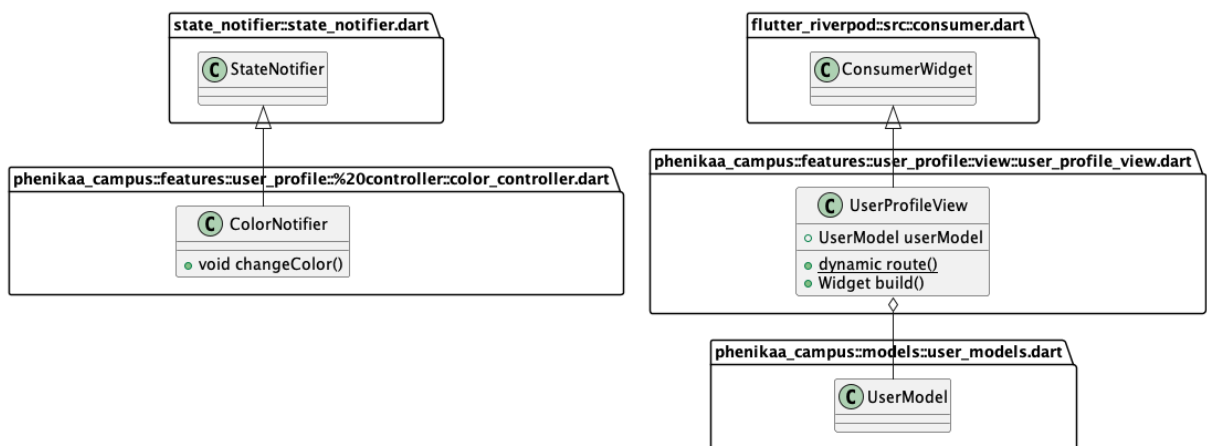 state_notifier::state_notifier.dart
C StateNotifier
phenikaa_campus::features::user_profile::%20controller::color_controller.dart
C ColorNotifier
void changeColor()
flutter_riverpod::src::consumer.dart
C ConsumerWidget
phenikaa_campus::features::user_profile::view::user_profile_view.dart
C UserProfileView
UserModel userModel
dynamic route()
Widget build()
phenikaa_campus::models::user_models.dart
C UserModel